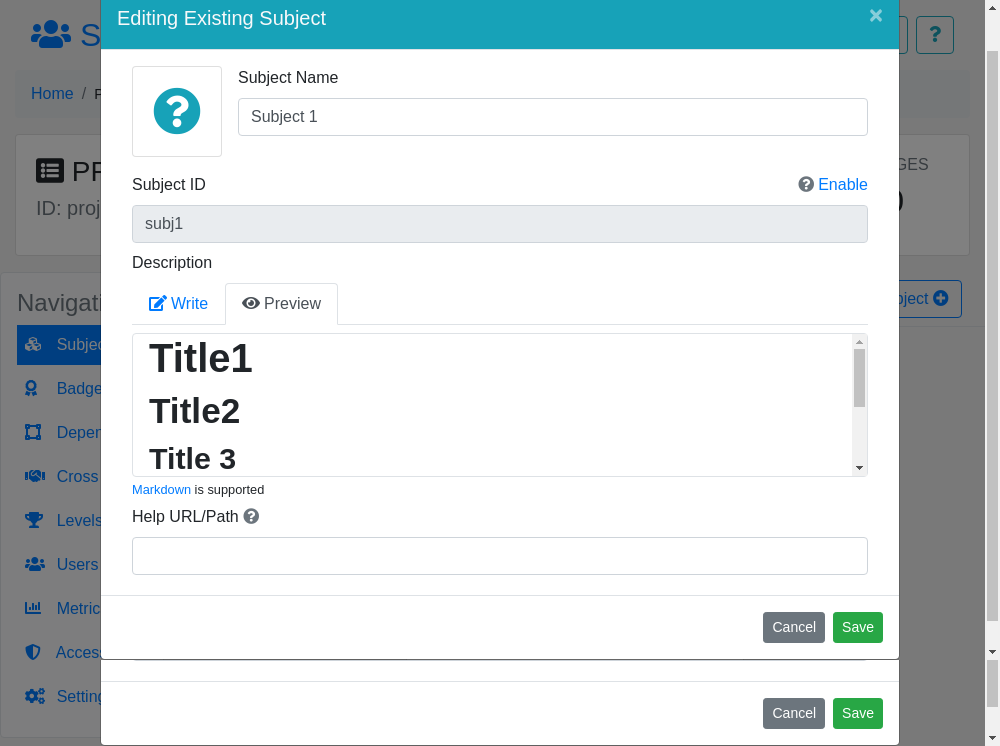 Editing Existing Subject ×
S
?
Home / P
Subject Name
Subject 1
PR
ID: proj
GES
Subject ID
Enable
subj1
Description
Navigati
bject
Write
Preview
Subjec
Title1
Badge
Title2
Depen
Title 3
Cross
Markdown is supported
Levels
Help URL/Path
Users
Metric
Cancel
Save
Acces
Setting
Cancel
Save